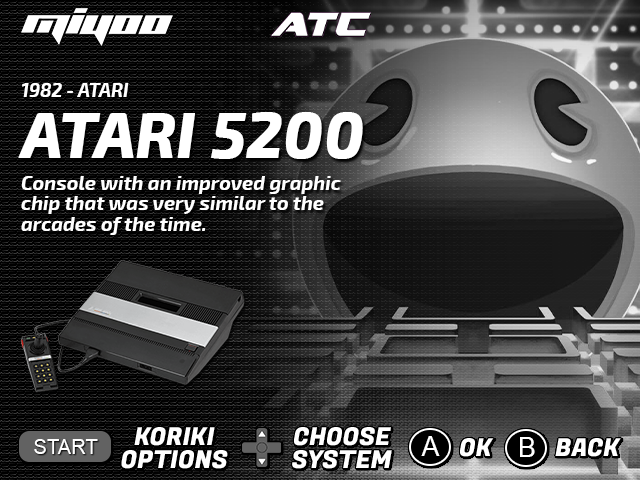 miyoo
ATC
1982 - ATARI
ATARI 5200
Console with an improved graphic
chip that was very similar to the
arcades of the time.
START
KORIKI
OPTIONS
CHOOSE
SYSTEM
A OK
B BACK